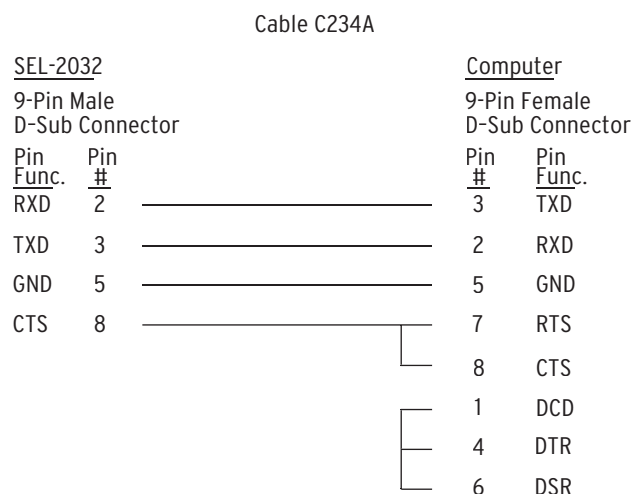 Cable C234A
SEL-2032 Computer
9-Pin Male 9-Pin Female
D-Sub Connector D-Sub Connector
Pin Pin Pin Pin
Func. # # Func.
RXD 2 3 TXD
TXD 3 2 RXD
GND 5 5 GND
CTS 8 7 RTS
8 CTS
1 DCD
4 DTR
6 DSR